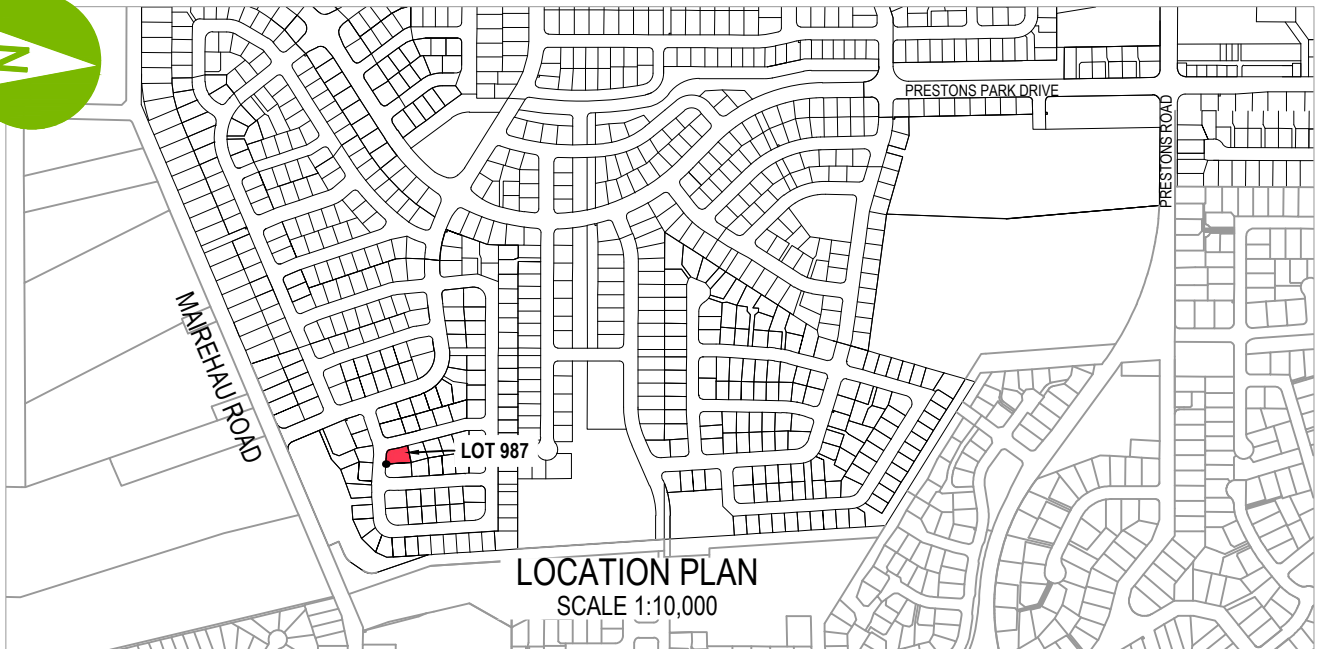 N
PRESTONS PARK DRIVE
PRESTONS ROAD
MAIREHAU ROAD
LOT 987
LOCATION PLAN
SCALE 1:10,000